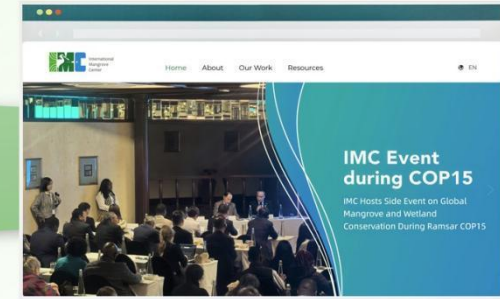 IMC
International
Mangrove
Center
Home About Our Work Resources
EN
IMC Event
during COP15
IMC Hosts Side Event on Global
Mangrove and Wetland
Conservation During Ramsar COP15